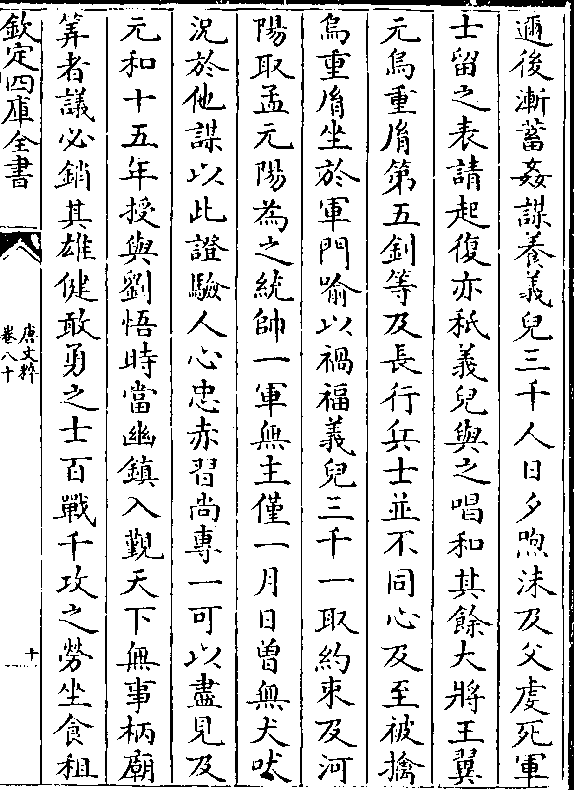 邇後漸蓄姦謀養義兒三千人日夕喣沫及父虔死軍
士留之表請起復亦秖義兒與之唱和其餘大將王翼
元烏重𦙍第五釗等及長行兵士並不同心及至被擒
烏重𦙍坐於軍門喻以禍福義兒三千一取約束及河
陽取孟元陽為之統帥一軍無主僅一月日曽無犬吠
況於他謀以此證驗人心忠赤習尚專一可以盡見及
元和十五年授與劉悟時當幽鎮入覲天下無事柄廟
筭者議必銷其雄健敢勇之士百戰千攻之勞坐食租
欽定四庫全書
唐文粹
卷八十
十